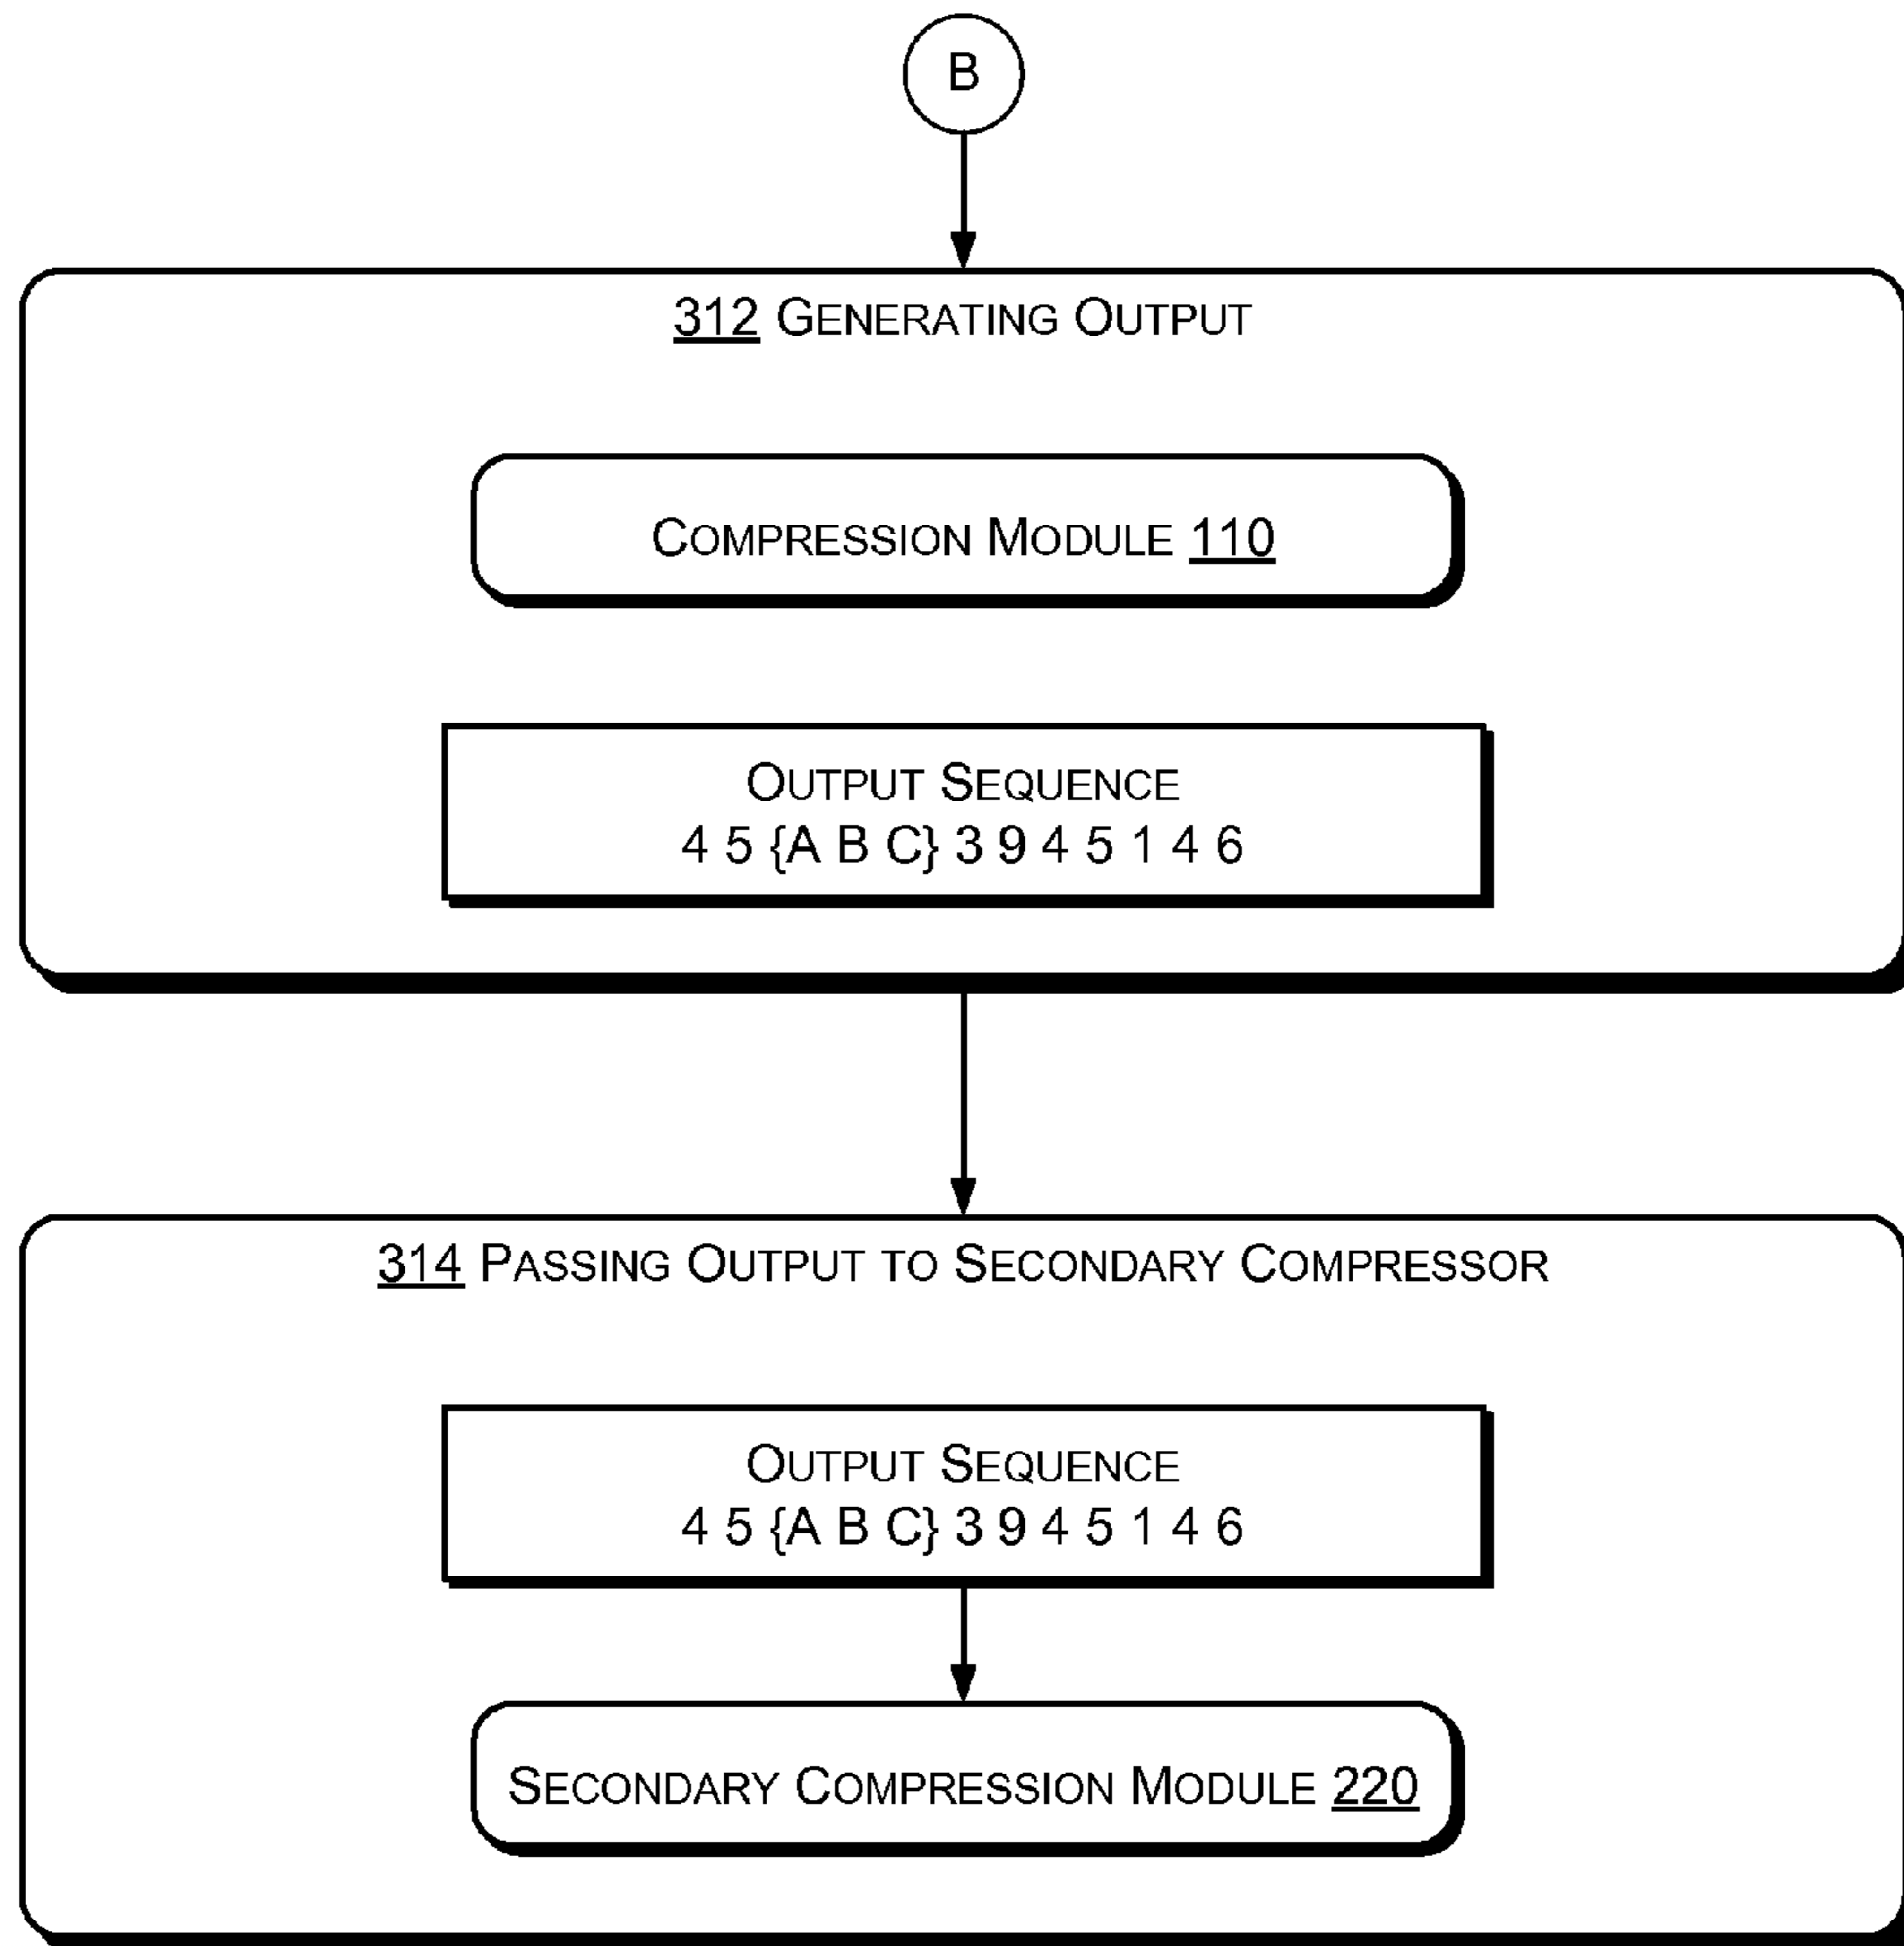 B
312 Generating Output
Compression Module 110
Output Sequence
4 5 {A B C} 3 9 4 5 1 4 6
314 Passing Output to Secondary Compressor
Output Sequence
4 5 {A B C} 3 9 4 5 1 4 6
Secondary Compression Module 220